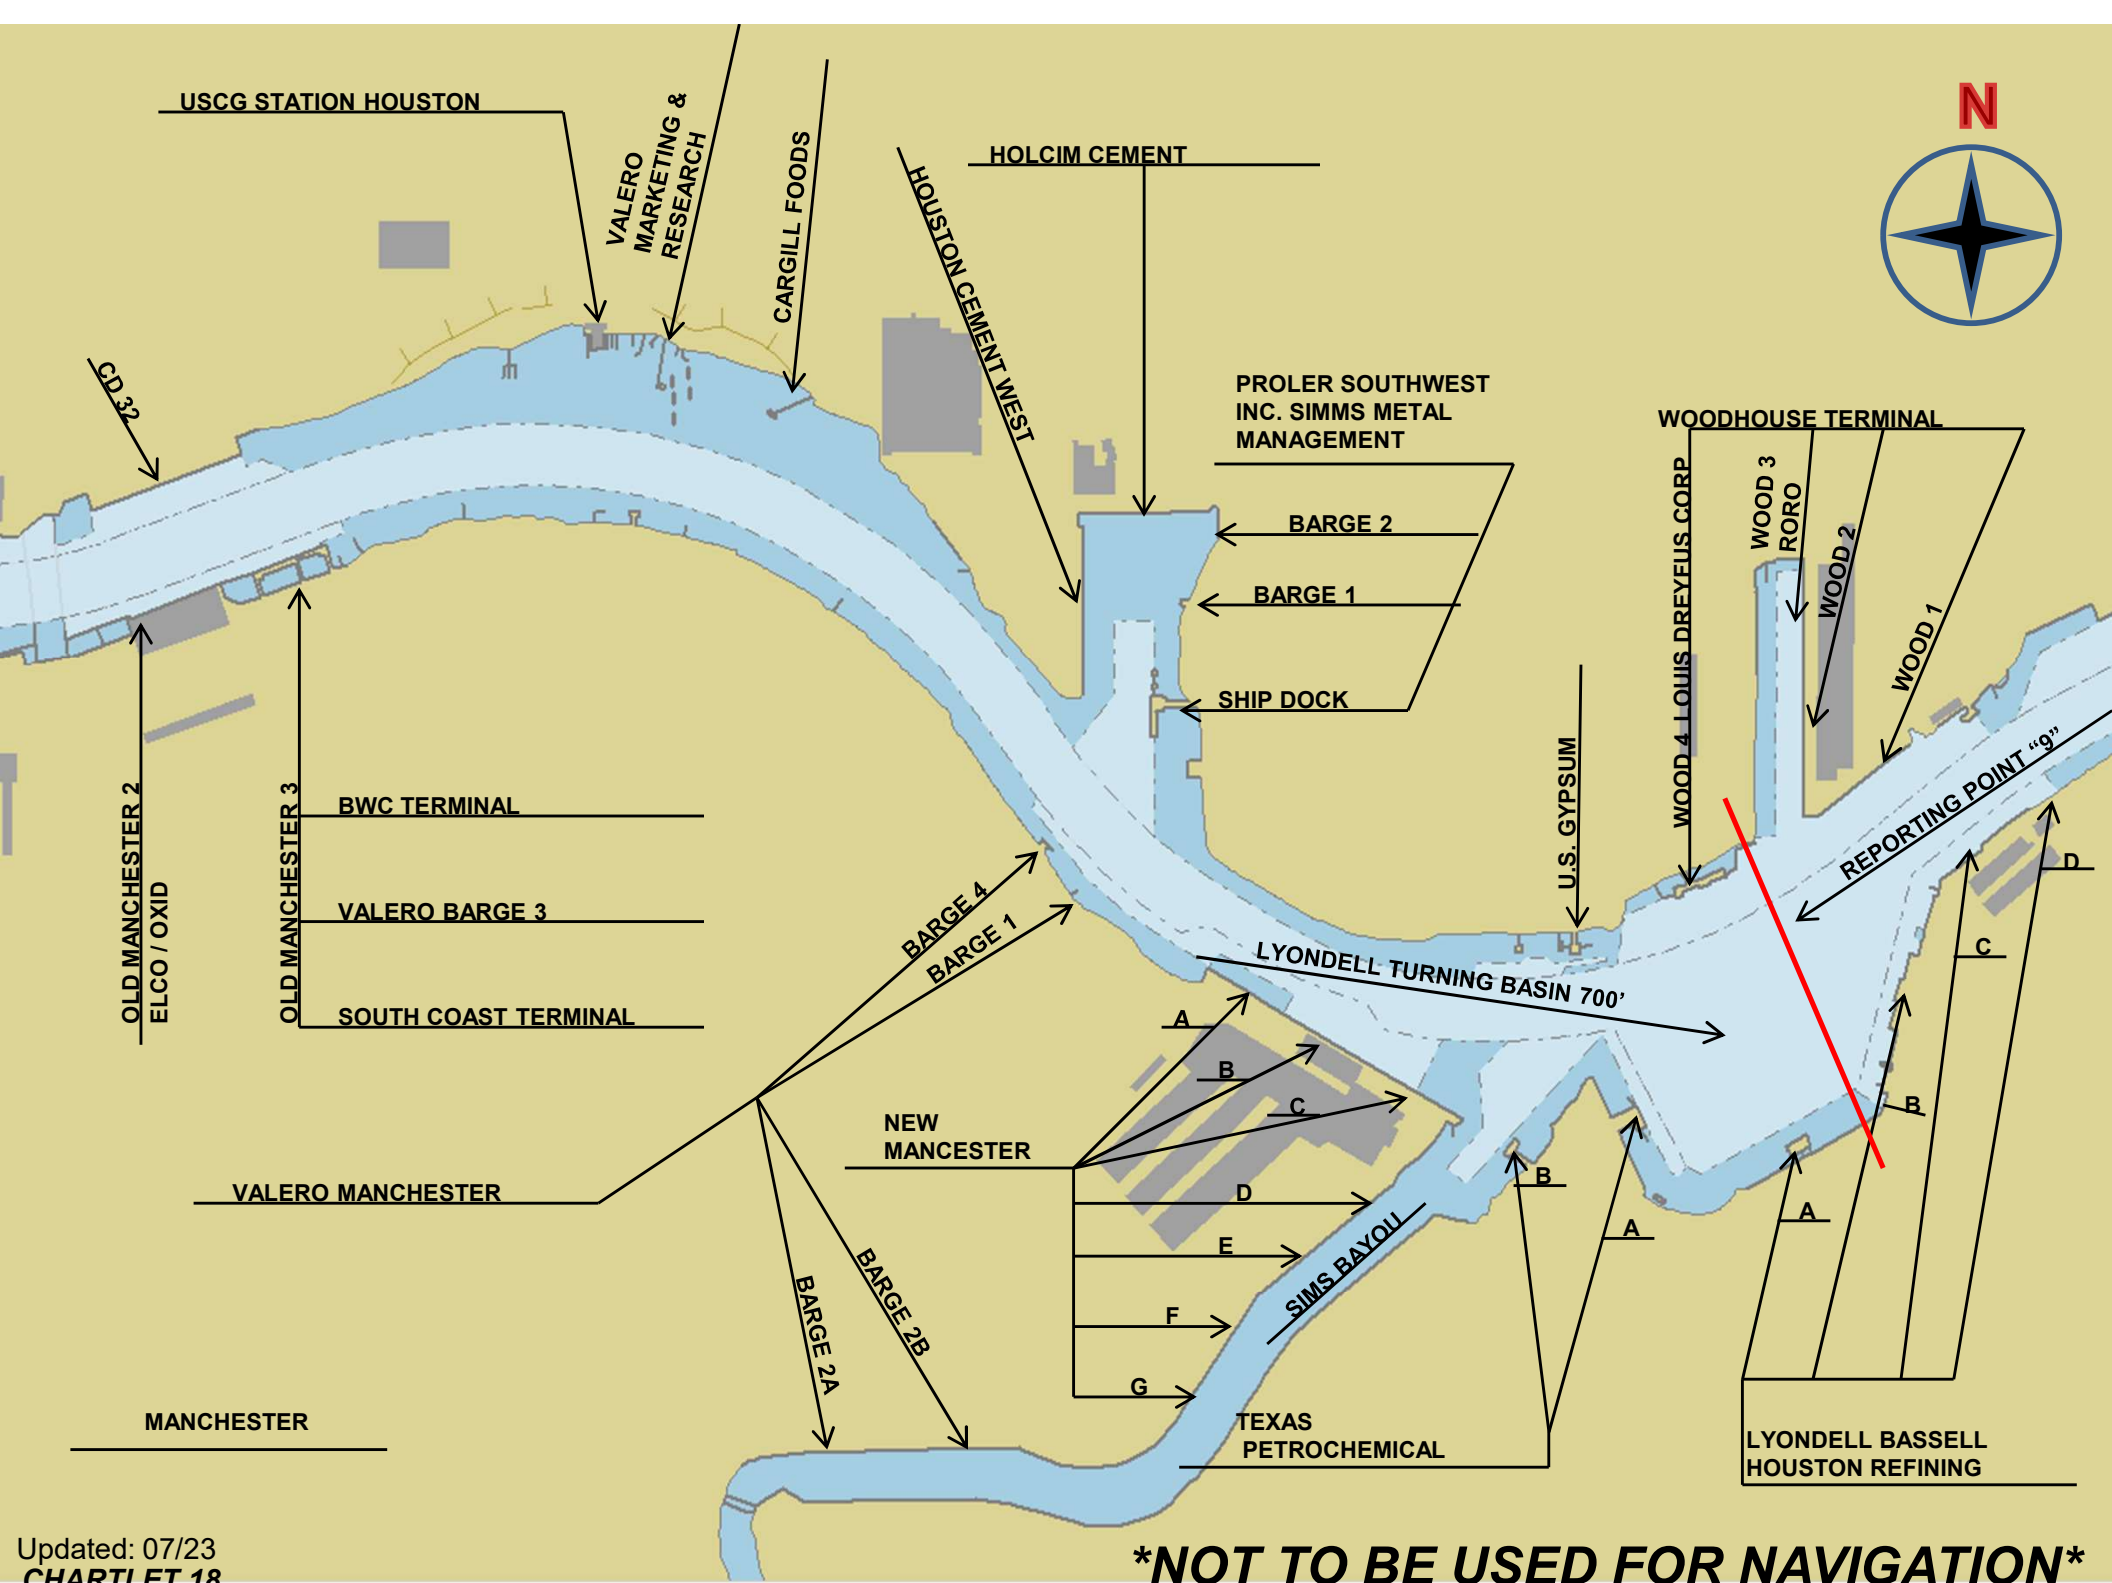 USCG STATION HOUSTON
VALERO
MARKETING &
RESEARCH
CARGILL FOODS
HOUSTON CEMENT WEST
HOLCIM CEMENT
N
CD 32
PROLER SOUTHWEST
INC. SIMMS METAL
MANAGEMENT
BARGE 2
BARGE 1
SHIP DOCK
WOODHOUSE TERMINAL
WOOD 4 LOUIS DREYFUS CORP
WOOD 3
RORO
WOOD 2
WOOD 1
U.S. GYPSUM
REPORTING POINT “9”
OLD MANCHESTER 2
ELCO / OXID
OLD MANCHESTER 3
BWC TERMINAL
VALERO BARGE 3
SOUTH COAST TERMINAL
BARGE 4
BARGE 1
LYONDELL TURNING BASIN 700’
D
C
B
A
A
B
C
NEW
MANCESTER
D
E
F
G
VALERO MANCHESTER
BARGE 2A
BARGE 2B
SIMS BAYOU
B
A
TEXAS
PETROCHEMICAL
LYONDELL BASSELL
HOUSTON REFINING
MANCHESTER
Updated: 07/23
CHARTLET 18
*NOT TO BE USED FOR NAVIGATION*